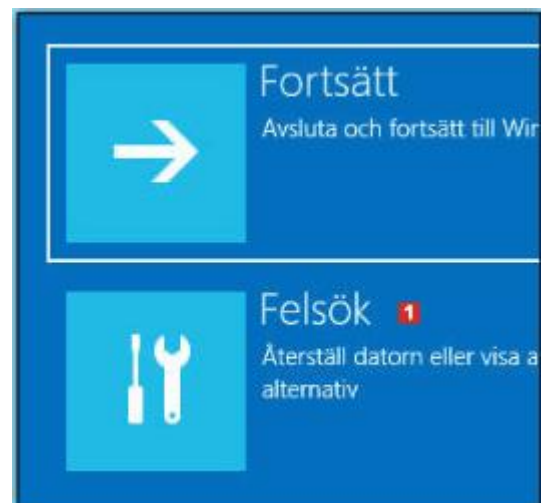 Fortsätt
Avsluta och fortsätt till Wir
Felsök 1
Återställ datorn eller visa a
alternativ